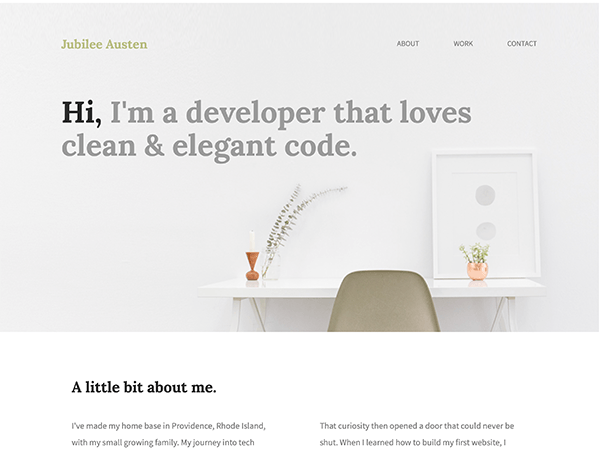 Jubilee Austen
ABOUT WORK CONTACT
Hi, I'm a developer that loves
clean & elegant code.
A little bit about me.
I've made my home base in Providence, Rhode Island,
with my small growing family. My journey into tech
That curiosity then opened a door that could never be
shut. When I learned how to build my first website, I